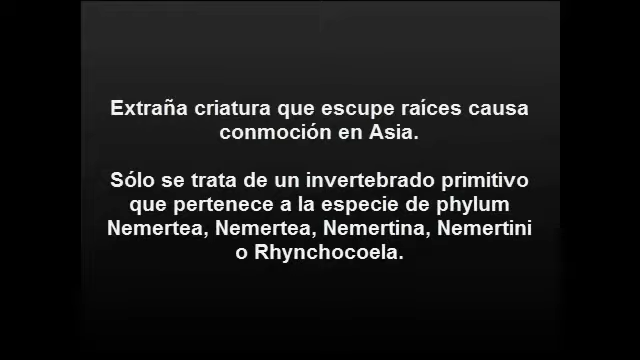 Extraña criatura que escupe raíces causa
conmoción en Asia.
Sólo se trata de un invertebrado primitivo
que pertenece a la especie de phylum
Nemertea, Nemertea, Nemertina, Nemertini
o Rhynchocoela.